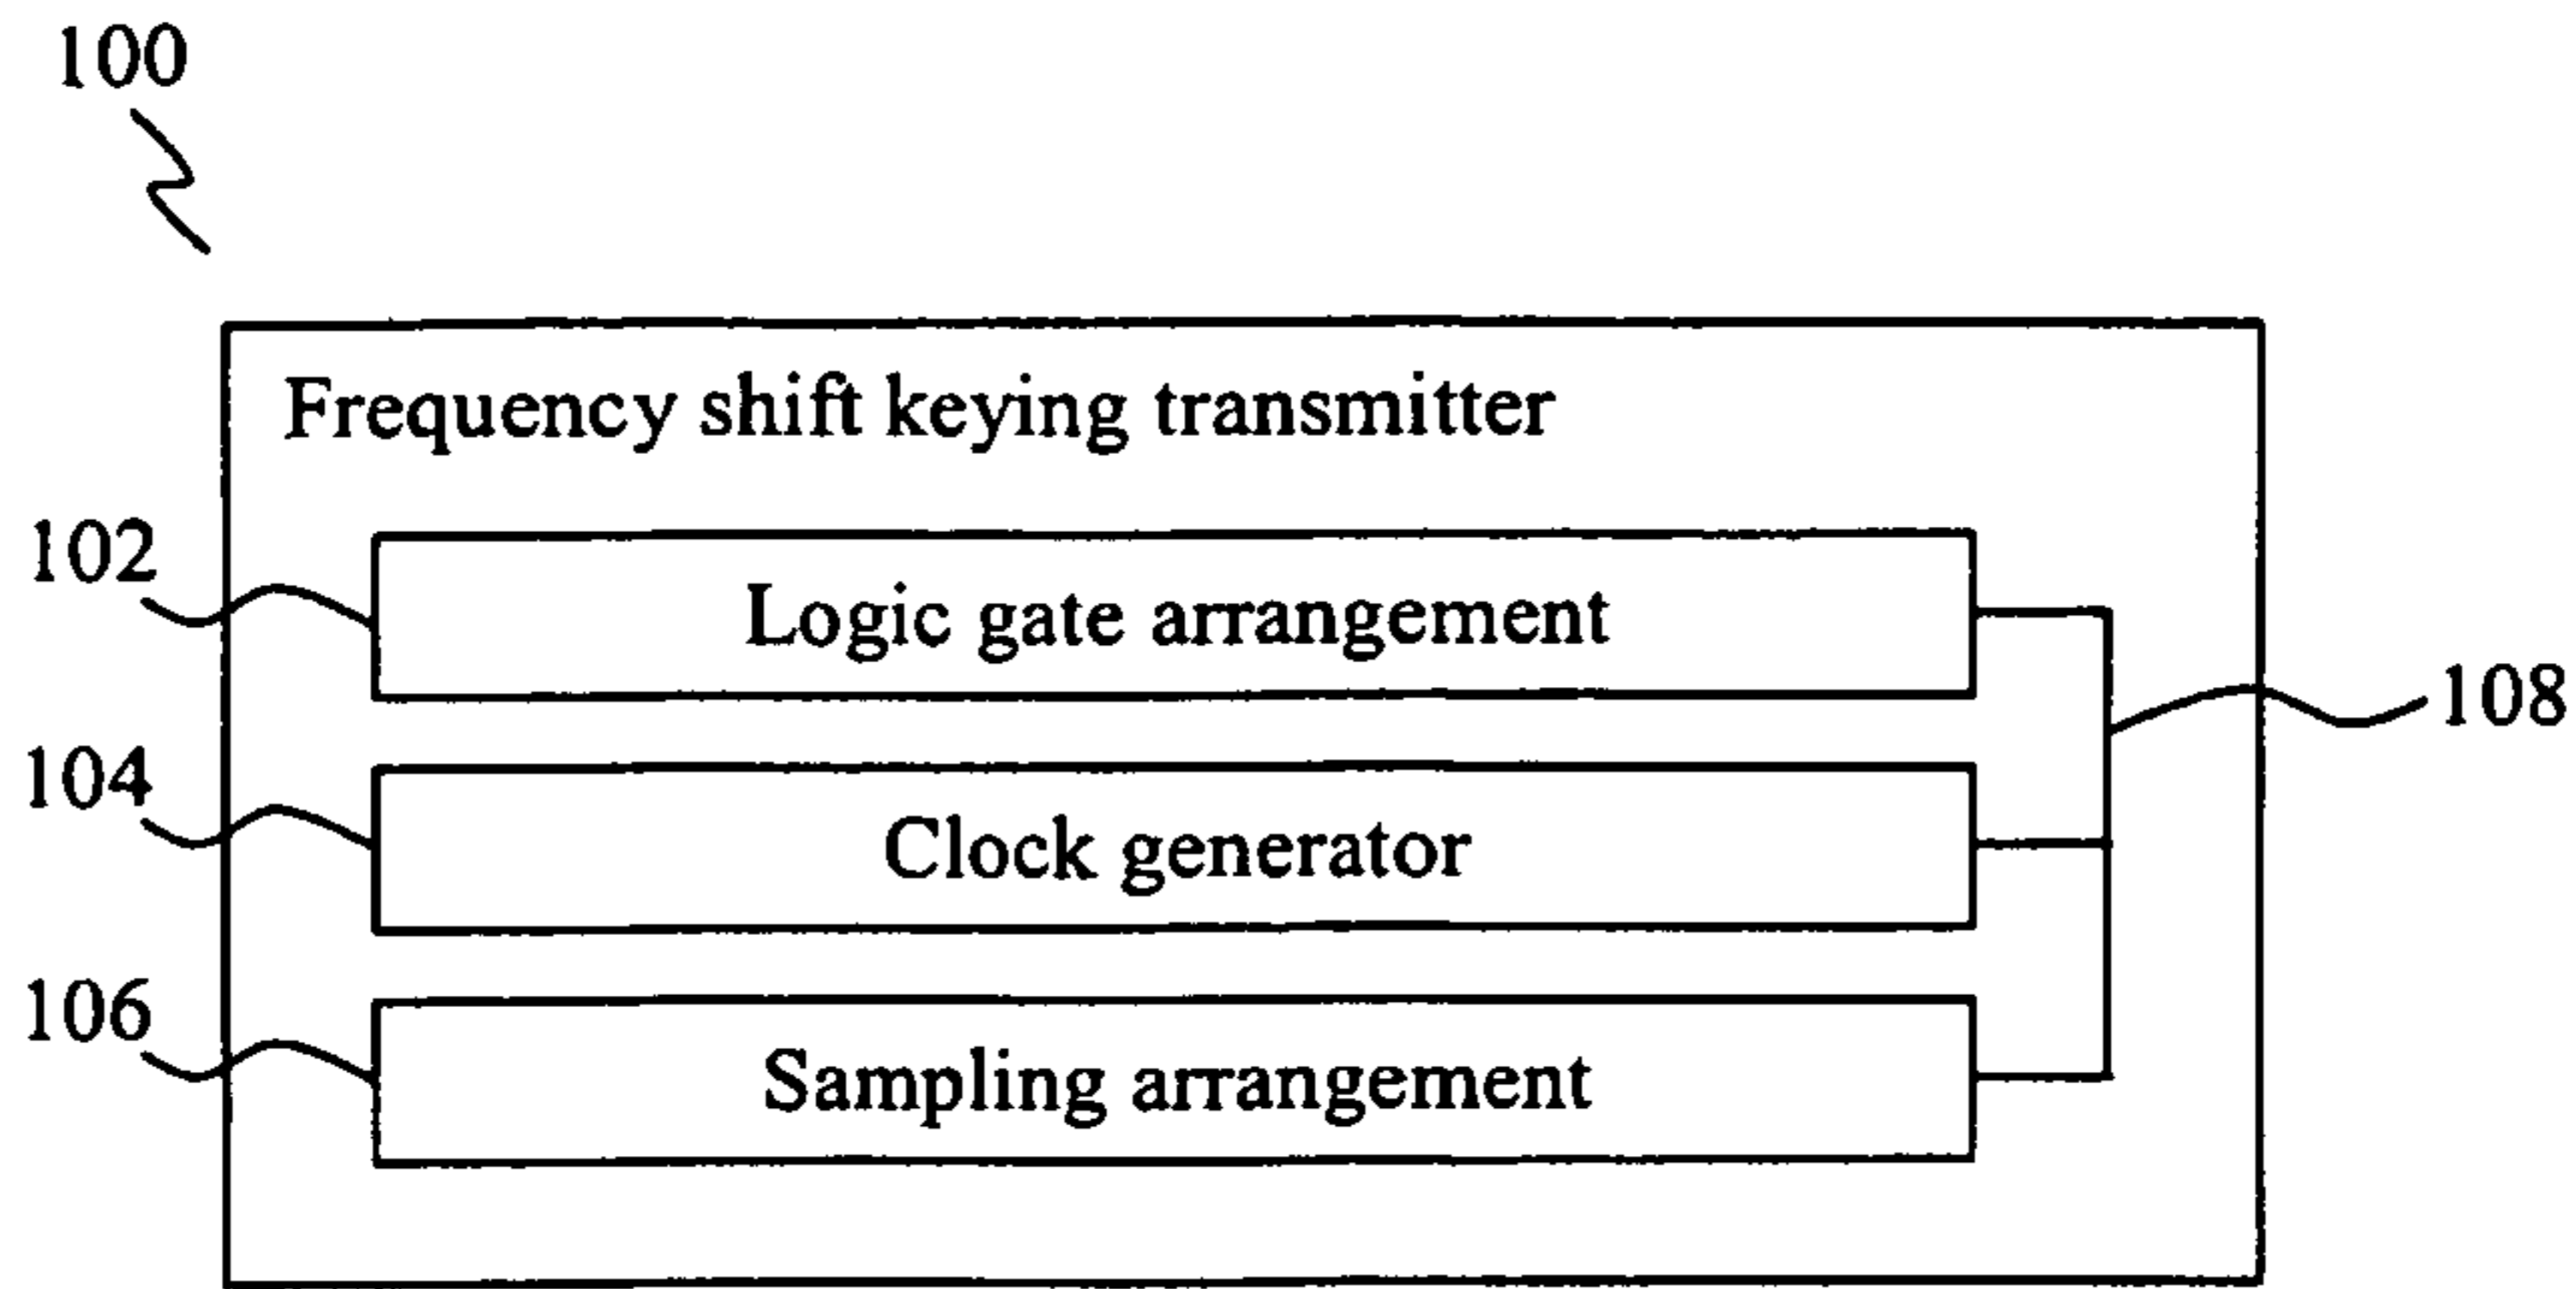 100
Frequency shift keying transmitter
102
Logic gate arrangement
108
104
Clock generator
106
Sampling arrangement